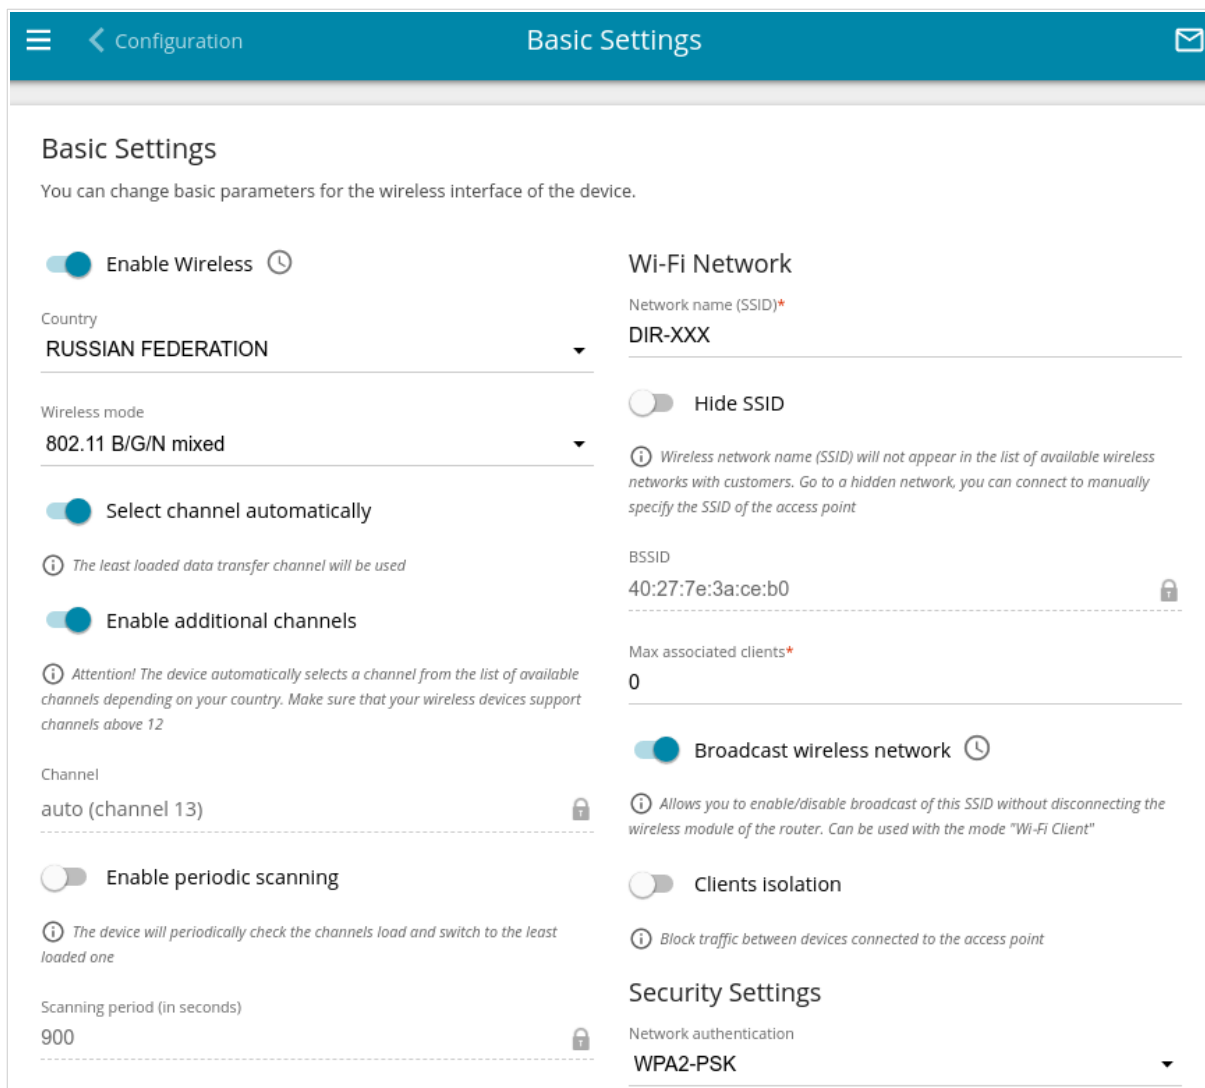 Configuration
Basic Settings
Basic Settings
You can change basic parameters for the wireless interface of the device.
Enable Wireless
Country
RUSSIAN FEDERATION
Wireless mode
802.11 B/G/N mixed
Select channel automatically
The least loaded data transfer channel will be used
Enable additional channels
Attention! The device automatically selects a channel from the list of available
channels depending on your country. Make sure that your wireless devices support
channels above 12
Channel
auto (channel 13)
Enable periodic scanning
The device will periodically check the channels load and switch to the least
loaded one
Scanning period (in seconds)
900
Wi-Fi Network
Network name (SSID)*
DIR-XXX
Hide SSID
Wireless network name (SSID) will not appear in the list of available wireless
networks with customers. Go to a hidden network, you can connect to manually
specify the SSID of the access point
BSSID
40:27:7e:3a:ce:b0
Max associated clients*
0
Broadcast wireless network
Allows you to enable/disable broadcast of this SSID without disconnecting the
wireless module of the router. Can be used with the mode "Wi-Fi Client"
Clients isolation
Block traffic between devices connected to the access point
Security Settings
Network authentication
WPA2-PSK